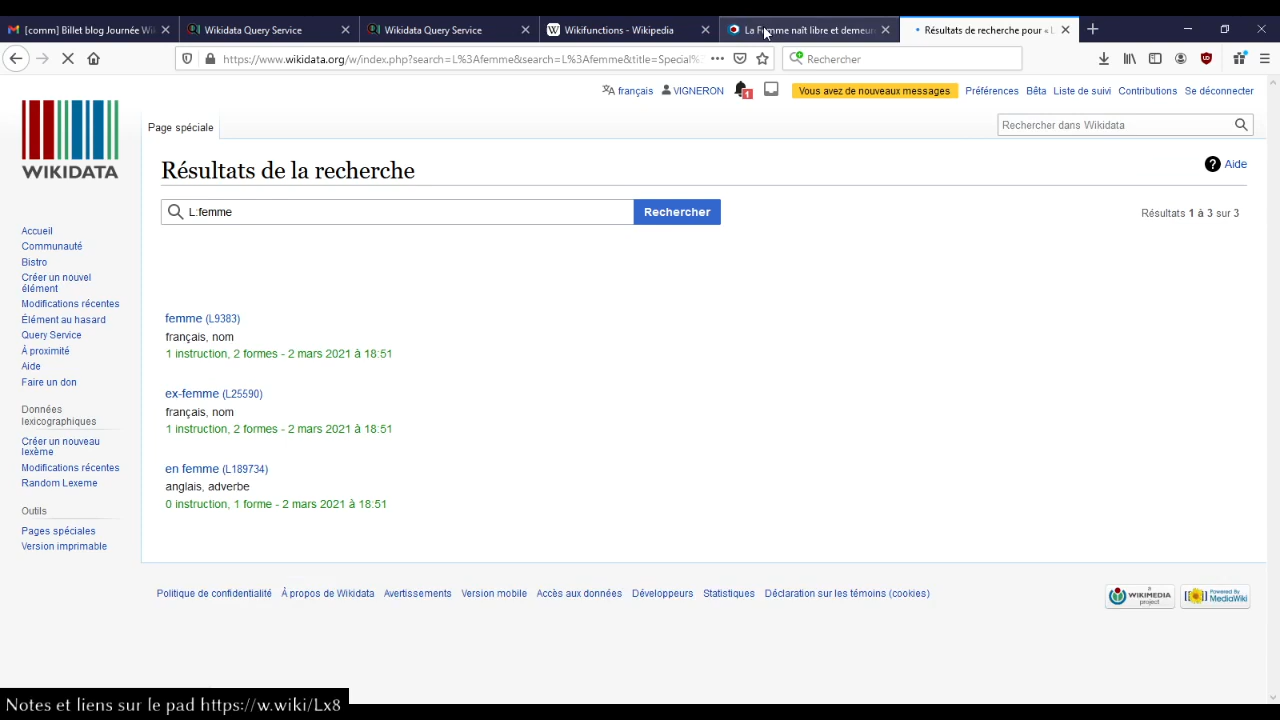 [comm] Billet blog Journée Wi
Wikidata Query Service
Wikidata Query Service
Wikifunctions - Wikipedia
La Femme naît libre et demeur
Résultats de recherche pour « L
https://www.wikidata.org/w/index.php?search=L%3Afemme&search=L%3Afemme&title=Special%
Rechercher
français
VIGNERON
1
Vous avez de nouveaux messages
Préférences
Bêta
Liste de suivi
Contributions
Se déconnecter
WIKIDATA
Page spéciale
Rechercher dans Wikidata
Résultats de la recherche
Aide
L:femme
Rechercher
Résultats 1 à 3 sur 3
Accueil
Communauté
Bistro
Créer un nouvel
élément
Modifications récentes
Élément au hasard
Query Service
À proximité
Aide
Faire un don
Données
lexicographiques
Créer un nouveau
lexème
Modifications récentes
Random Lexeme
Outils
Pages spéciales
Version imprimable
femme (L9383)
français, nom
1 instruction, 2 formes - 2 mars 2021 à 18:51
ex-femme (L25590)
français, nom
1 instruction, 2 formes - 2 mars 2021 à 18:51
en femme (L189734)
anglais, adverbe
0 instruction, 1 forme - 2 mars 2021 à 18:51
Politique de confidentialité
À propos de Wikidata
Avertissements
Version mobile
Accès aux données
Développeurs
Statistiques
Déclaration sur les témoins (cookies)
a
WIKIMEDIA
project
Powered By
MediaWiki
Notes et liens sur le pad https://w.wiki/Lx8